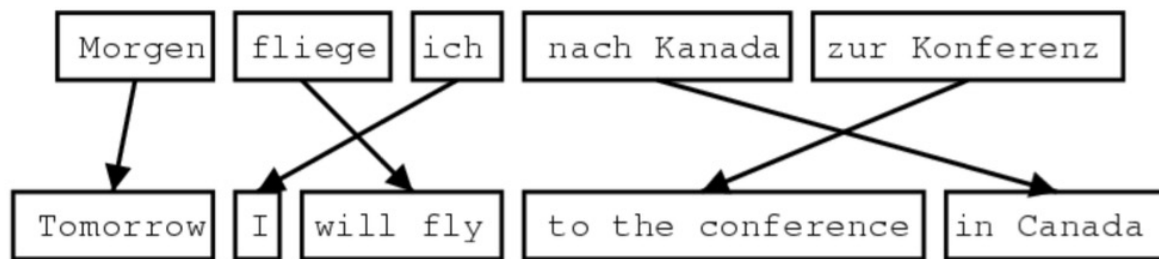 Morgen fliege ich nach Kanada zur Konferenz
Tomorrow I will fly to the conference in Canada